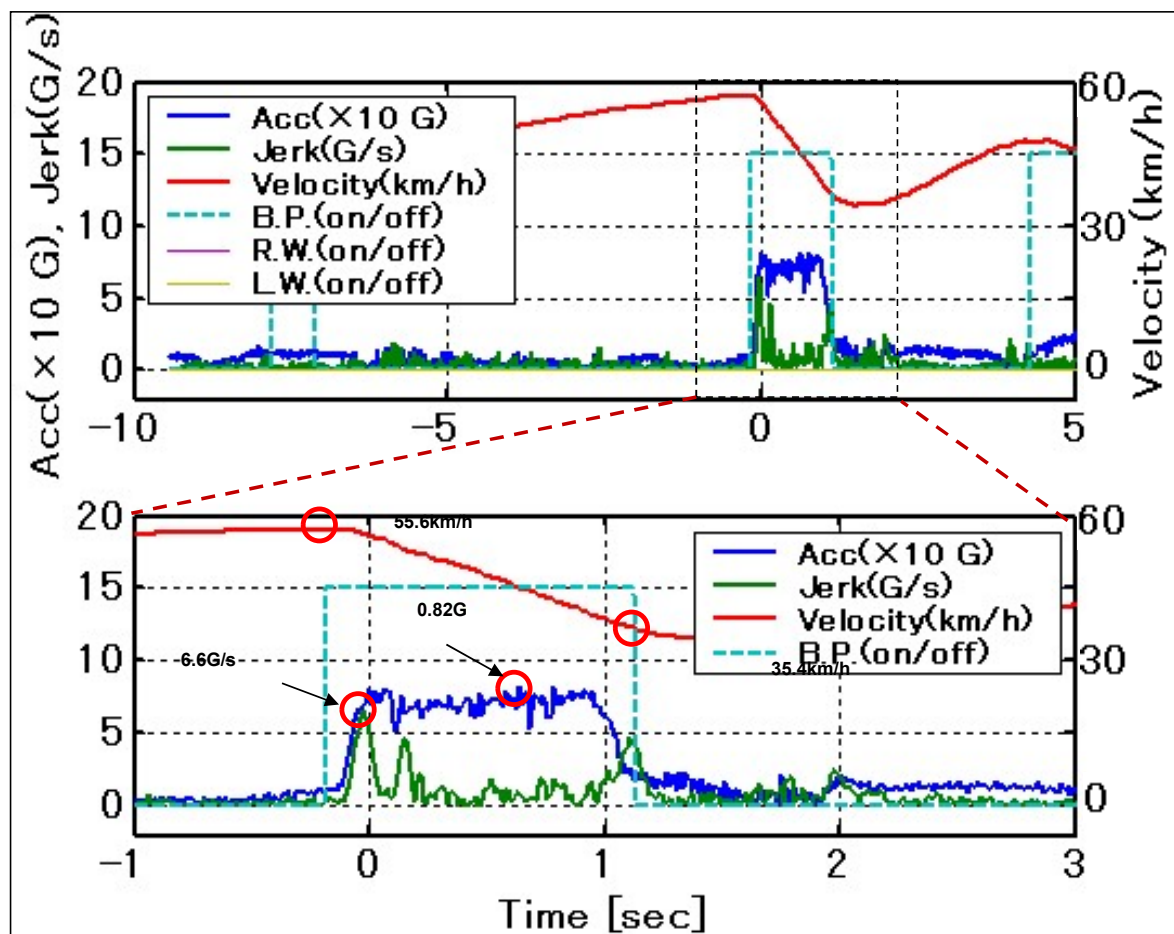 Acc(×10 G), Jerk(G/s)
20
15
10
5
0
Acc(×10 G)
Jerk(G/s)
Velocity(km/h)
B.P.(on/off)
R.W.(on/off)
L.W.(on/off)
60
30
0
Velocity (km/h)
-10
-5
0
5
20
15
10
5
0
55.6km/h
0.82G
6.6G/s
Acc(×10 G)
Jerk(G/s)
Velocity(km/h)
B.P.(on/off)
35.4km/h
60
30
0
-1
0
1
2
3
Time [sec]